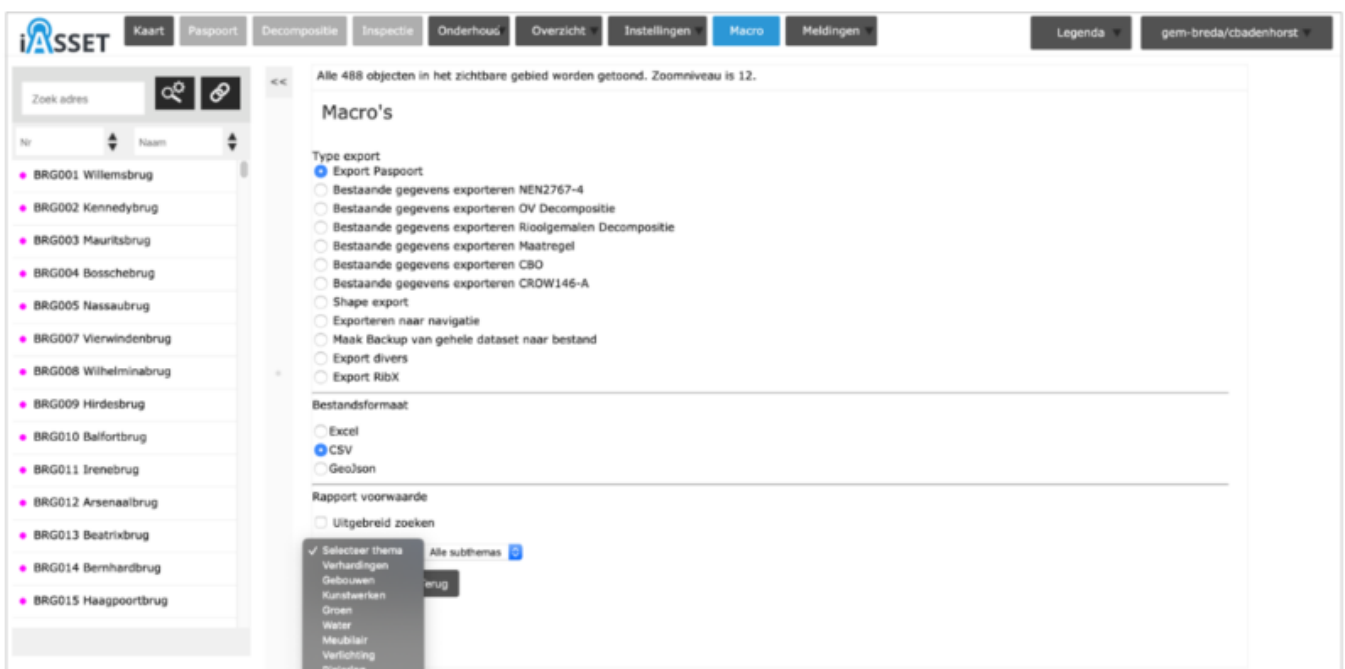 iASSET
Kaart Paspoort Decompositie Inspectie Onderhoud Overzicht Instellingen Macro Meldingen Legenda gem-breda/cbadenhorst
Zoek adres
<<
Alle 488 objecten in het zichtbare gebied worden getoond. Zoomniveau is 12.
Macro's
Nr Naam
Type export
Export Paspoort
Bestaande gegevens exporteren NEN2767-4
Bestaande gegevens exporteren OV Decompositie
Bestaande gegevens exporteren Rioolgemalen Decompositie
Bestaande gegevens exporteren Maatregel
Bestaande gegevens exporteren CBO
Bestaande gegevens exporteren CROW146-A
Shape export
Exporteren naar navigatie
Maak Backup van gehele dataset naar bestand
Export divers
Export RibX
BRG001 Willemsbrug
BRG002 Kennedybrug
BRG003 Mauritsbrug
BRG004 Bosschebrug
BRG005 Nassaubrug
BRG007 Vierwindenbrug
BRG008 Wilhelminabrug
BRG009 Hirdesbrug
BRG010 Balfortbrug
BRG011 Irenebrug
BRG012 Arsenaalbrug
BRG013 Beatrixbrug
BRG014 Bernhardbrug
BRG015 Haagpoortbrug
Bestandsformaat
Excel
CSV
GeoJson
Rapport voorwaarde
Uitgebreid zoeken
✓ Selecteer thema Alle subthemas
Verhardingen
Gebouwen
Kunstwerken
Groen
Water
Meubilair
Verlichting
erug